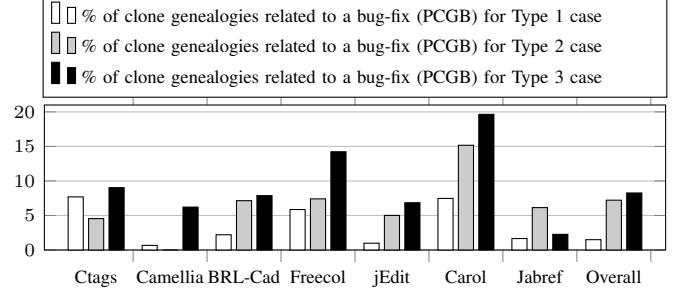 % of clone genealogies related to a bug-fix (PCGB) for Type 1 case
% of clone genealogies related to a bug-fix (PCGB) for Type 2 case
% of clone genealogies related to a bug-fix (PCGB) for Type 3 case
20
15
10
5
0
Ctags Camellia BRL-Cad Freecol jEdit Carol Jabref Overall